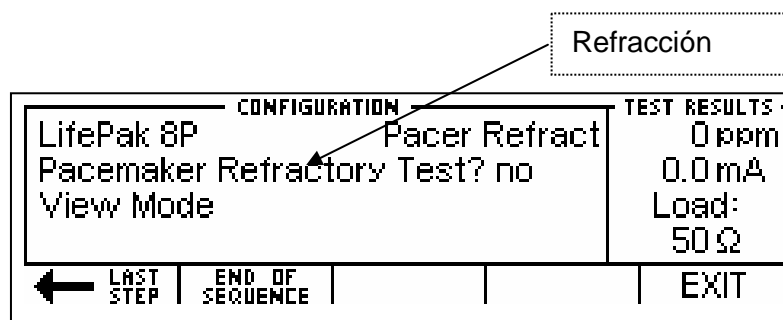 Refracción
CONFIGURATION
TEST RESULTS
LifePak 8P Pacer Refract
0 ppm
Pacemaker Refractory Test? no
0.0 mA
View Mode
Load:
50 Ω
LAST STEP
END OF SEQUENCE
EXIT